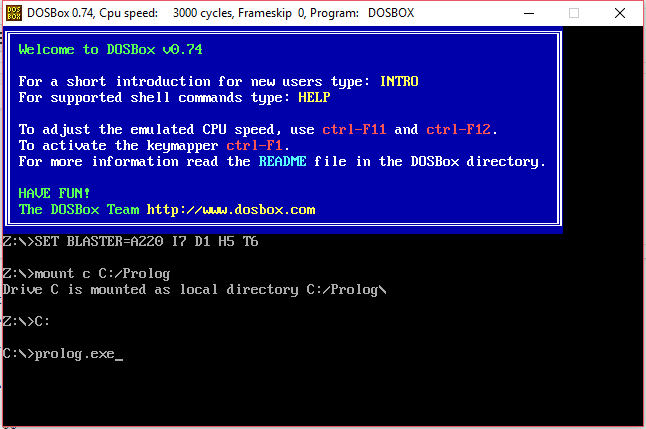 DOS
BOX
DOSBox 0.74, Cpu speed:    3000 cycles, Frameskip  0, Program:   DOSBOX
Welcome to DOSBox v0.74
For a short introduction for new users type: INTRO
For supported shell commands type: HELP
To adjust the emulated CPU speed, use ctrl-F11 and ctrl-F12.
To activate the keymapper ctrl-F1.
For more information read the README file in the DOSBox directory.
HAVE FUN!
The DOSBox Team http://www.dosbox.com
Z:\>SET BLASTER=A220 I7 D1 H5 T6
Z:\>mount c C:/Prolog
Drive C is mounted as local directory C:/Prolog\
Z:\>C:
C:\>prolog.exe_